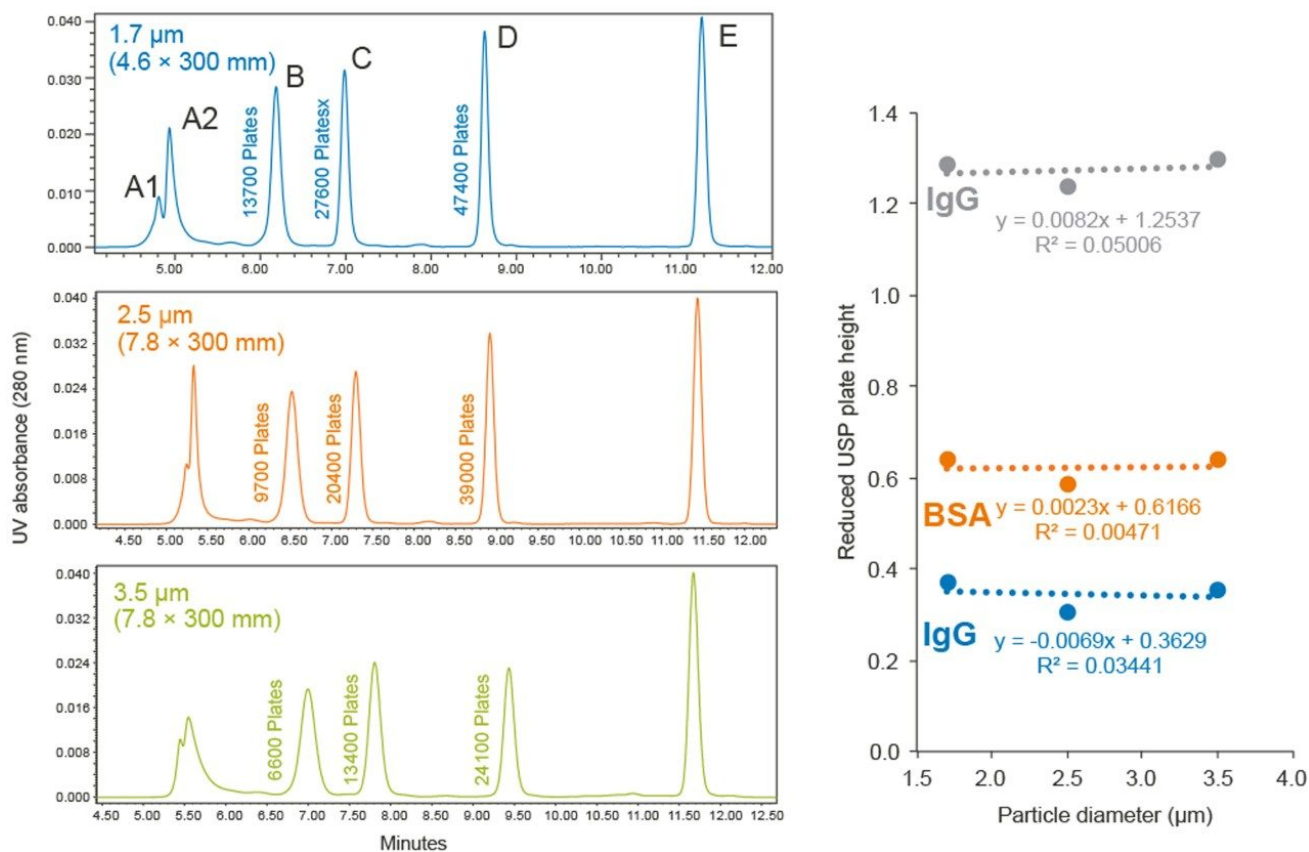 1.7 µm
(4.6 × 300 mm)
A1
A2
B
C
D
E
13700 Plates
27600 Platesx
47400 Plates
0.040
0.030
0.020
0.010
0.000
5.00 6.00 7.00 8.00 9.00 10.00 11.00 12.00
2.5 µm
(7.8 × 300 mm)
9700 Plates
20400 Plates
39000 Plates
0.040
0.032
0.024
0.016
0.008
0.000
4.50 5.00 5.50 6.00 6.50 7.00 7.50 8.00 8.50 9.00 9.50 10.00 10.50 11.00 11.50 12.00
UV absorbance (280 nm)
3.5 µm
(7.8 × 300 mm)
6600 Plates
13400 Plates
24100 Plates
0.040
0.032
0.024
0.016
0.008
0.000
4.50 5.00 5.50 6.00 6.50 7.00 7.50 8.00 8.50 9.00 9.50 10.00 10.50 11.00 11.50 12.00 12.50
Minutes
Reduced USP plate height
1.4
1.2
1.0
0.8
0.6
0.4
0.2
0.0
IgG
y = 0.0082x + 1.2537
R² = 0.05006
BSA
y = 0.0023x + 0.6166
R² = 0.00471
IgG
y = -0.0069x + 0.3629
R² = 0.03441
1.5 2.0 2.5 3.0 3.5 4.0
Particle diameter (µm)